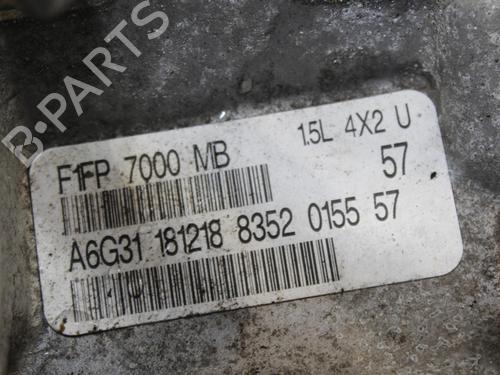 B-PARTS
F1FP 7000 MB
1.5L 4X2 U
57
A6G31 181218 8352 0155 57